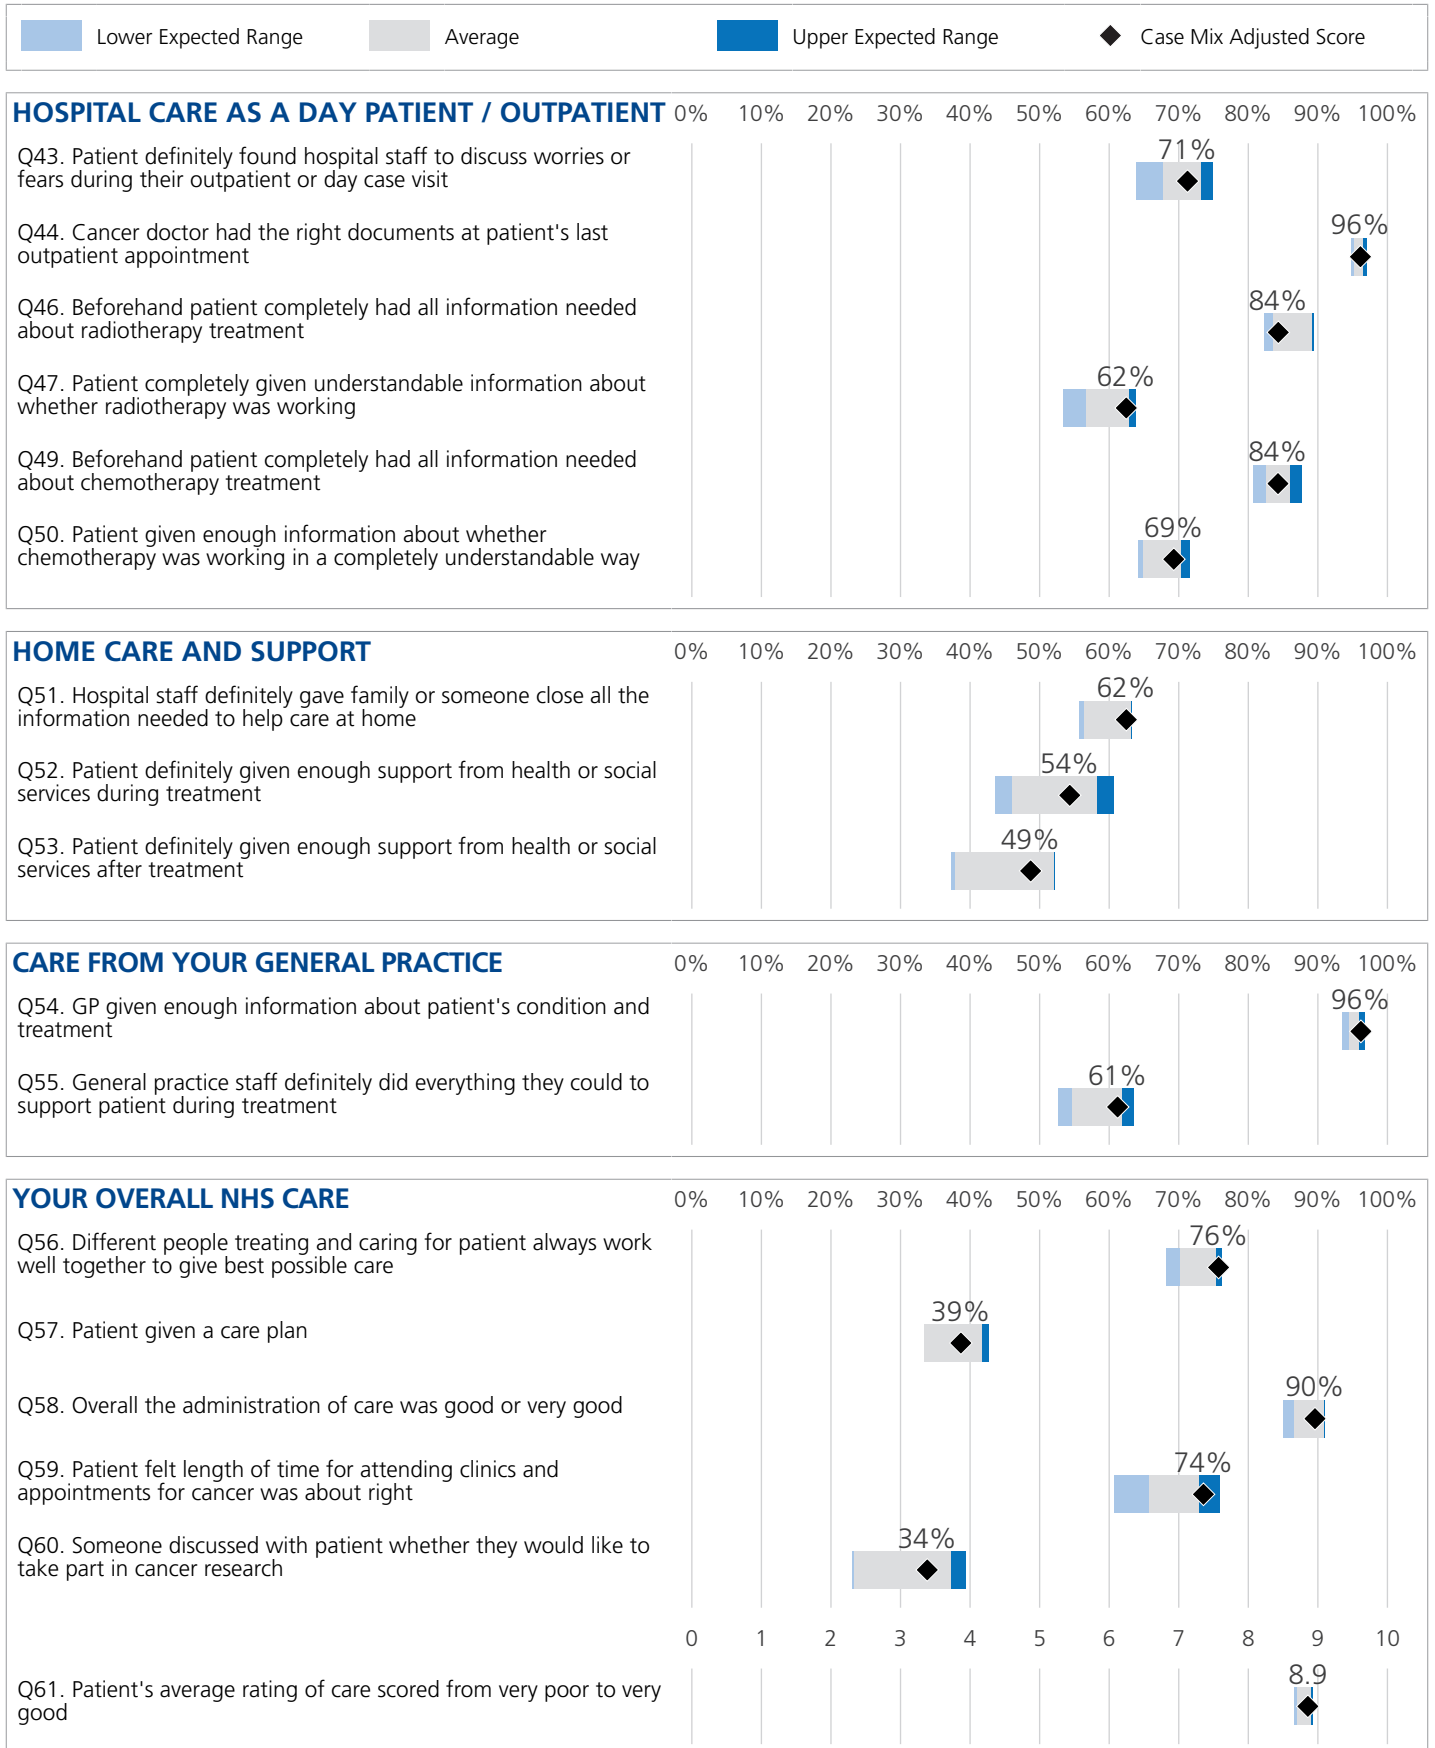 Lower Expected Range Average Upper Expected Range Case Mix Adjusted Score
HOSPITAL CARE AS A DAY PATIENT / OUTPATIENT 0% 10% 20% 30% 40% 50% 60% 70% 80% 90% 100%
Q43. Patient definitely found hospital staff to discuss worries or
fears during their outpatient or day case visit
71%
Q44. Cancer doctor had the right documents at patient's last
outpatient appointment
96%
Q46. Beforehand patient completely had all information needed
about radiotherapy treatment
84%
Q47. Patient completely given understandable information about
whether radiotherapy was working
62%
Q49. Beforehand patient completely had all information needed
about chemotherapy treatment
84%
Q50. Patient given enough information about whether
chemotherapy was working in a completely understandable way
69%
HOME CARE AND SUPPORT 0% 10% 20% 30% 40% 50% 60% 70% 80% 90% 100%
Q51. Hospital staff definitely gave family or someone close all the
information needed to help care at home
62%
Q52. Patient definitely given enough support from health or social
services during treatment
54%
Q53. Patient definitely given enough support from health or social
services after treatment
49%
CARE FROM YOUR GENERAL PRACTICE 0% 10% 20% 30% 40% 50% 60% 70% 80% 90% 100%
Q54. GP given enough information about patient's condition and
treatment
96%
Q55. General practice staff definitely did everything they could to
support patient during treatment
61%
YOUR OVERALL NHS CARE 0% 10% 20% 30% 40% 50% 60% 70% 80% 90% 100%
Q56. Different people treating and caring for patient always work
well together to give best possible care
76%
Q57. Patient given a care plan
39%
Q58. Overall the administration of care was good or very good
90%
Q59. Patient felt length of time for attending clinics and
appointments for cancer was about right
74%
Q60. Someone discussed with patient whether they would like to
take part in cancer research
34%
0 1 2 3 4 5 6 7 8 9 10
Q61. Patient's average rating of care scored from very poor to very
good
8.9